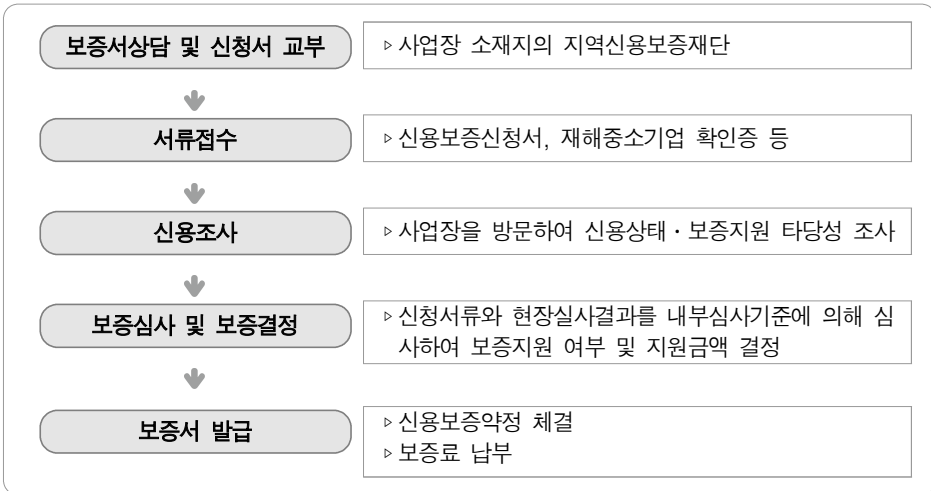 보증서상담 및 신청서 교부
▹사업장 소재지의 지역신용보증재단
서류접수
▹신용보증신청서, 재해중소기업 확인증 등
신용조사
▹사업장을 방문하여 신용상태·보증지원 타당성 조사
보증심사 및 보증결정
▹신청서류와 현장실사결과를 내부심사기준에 의해 심
사하여 보증지원 여부 및 지원금액 결정
보증서 발급
▹신용보증약정 체결
▹보증료 납부